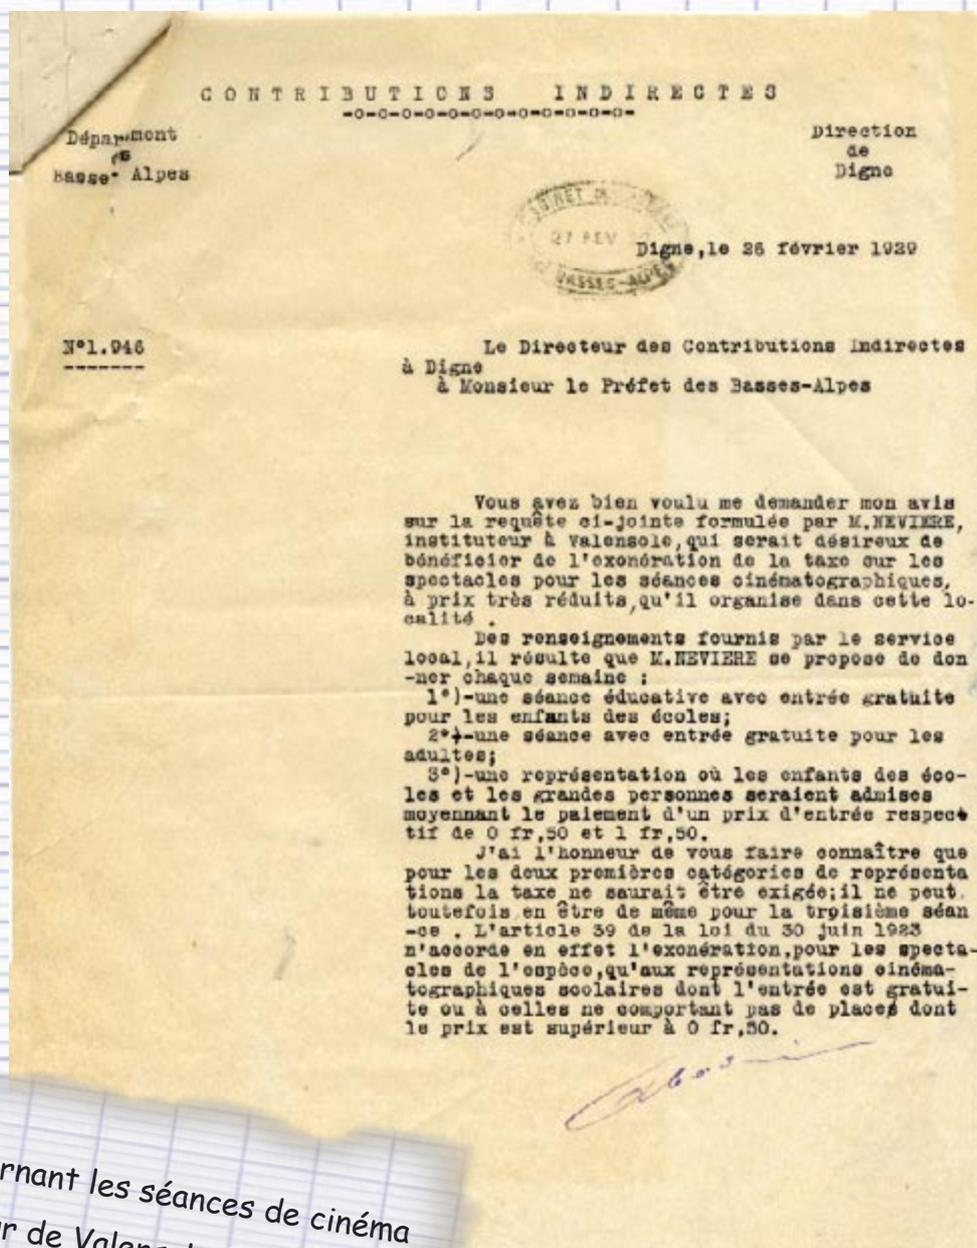 CONTRIBUTIONS INDIRECTES
-o-o-o-o-o-o-o-o-o-o-o-o-
Basses Alpes
Direction
de
Digne
27 FEV
BASSES-ALPES
Digne,le 26 février 1929
N°1.946
-------
Le Directeur des Contributions Indirectes
à Digne
à Monsieur le Préfet des Basses-Alpes
Vous avez bien voulu me demander mon avis
sur la requête ci-jointe formulée par M.NEVIERE,
instituteur à Valensole,qui serait désireux de
bénéficier de l'exonération de la taxe sur les
spectacles pour les séances cinématographiques,
à prix très réduits,qu'il organise dans cette lo-
calité .
Des renseignements fournis par le service
local,il résulte que M.NEVIERE se propose de don
-ner chaque semaine :
1°)-une séance éducative avec entrée gratuite
pour les enfants des écoles;
2°)-une séance avec entrée gratuite pour les
adultes;
3°)-une représentation où les enfants des éco-
les et les grandes personnes seraient admises
moyennant le paiement d'un prix d'entrée respec
tif de 0 fr,50 et 1 fr,50.
J'ai l'honneur de vous faire connaître que
pour les deux premières catégories de représenta
tions la taxe ne saurait être exigée;il ne peut
toutefois en être de même pour la troisième séan
-ce . L'article 39 de la loi du 30 juin 1923
n'accorde en effet l'exonération,pour les specta-
cles de l'espèce,qu'aux représentations cinéma-
tographiques scolaires dont l'entrée est gratui-
te ou à celles ne comportant pas de places dont
le prix est supérieur à 0 fr,50.
rnant les séances de cinéma
r de